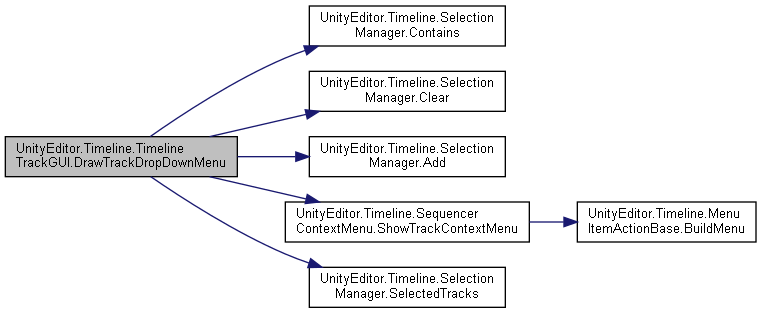 UnityEditor.Timeline.Timeline
TrackGUI.DrawTrackDropDownMenu
UnityEditor.Timeline.Selection
Manager.Contains
UnityEditor.Timeline.Selection
Manager.Clear
UnityEditor.Timeline.Selection
Manager.Add
UnityEditor.Timeline.Sequencer
ContextMenu.ShowTrackContextMenu
UnityEditor.Timeline.Menu
ItemActionBase.BuildMenu
UnityEditor.Timeline.Selection
Manager.SelectedTracks